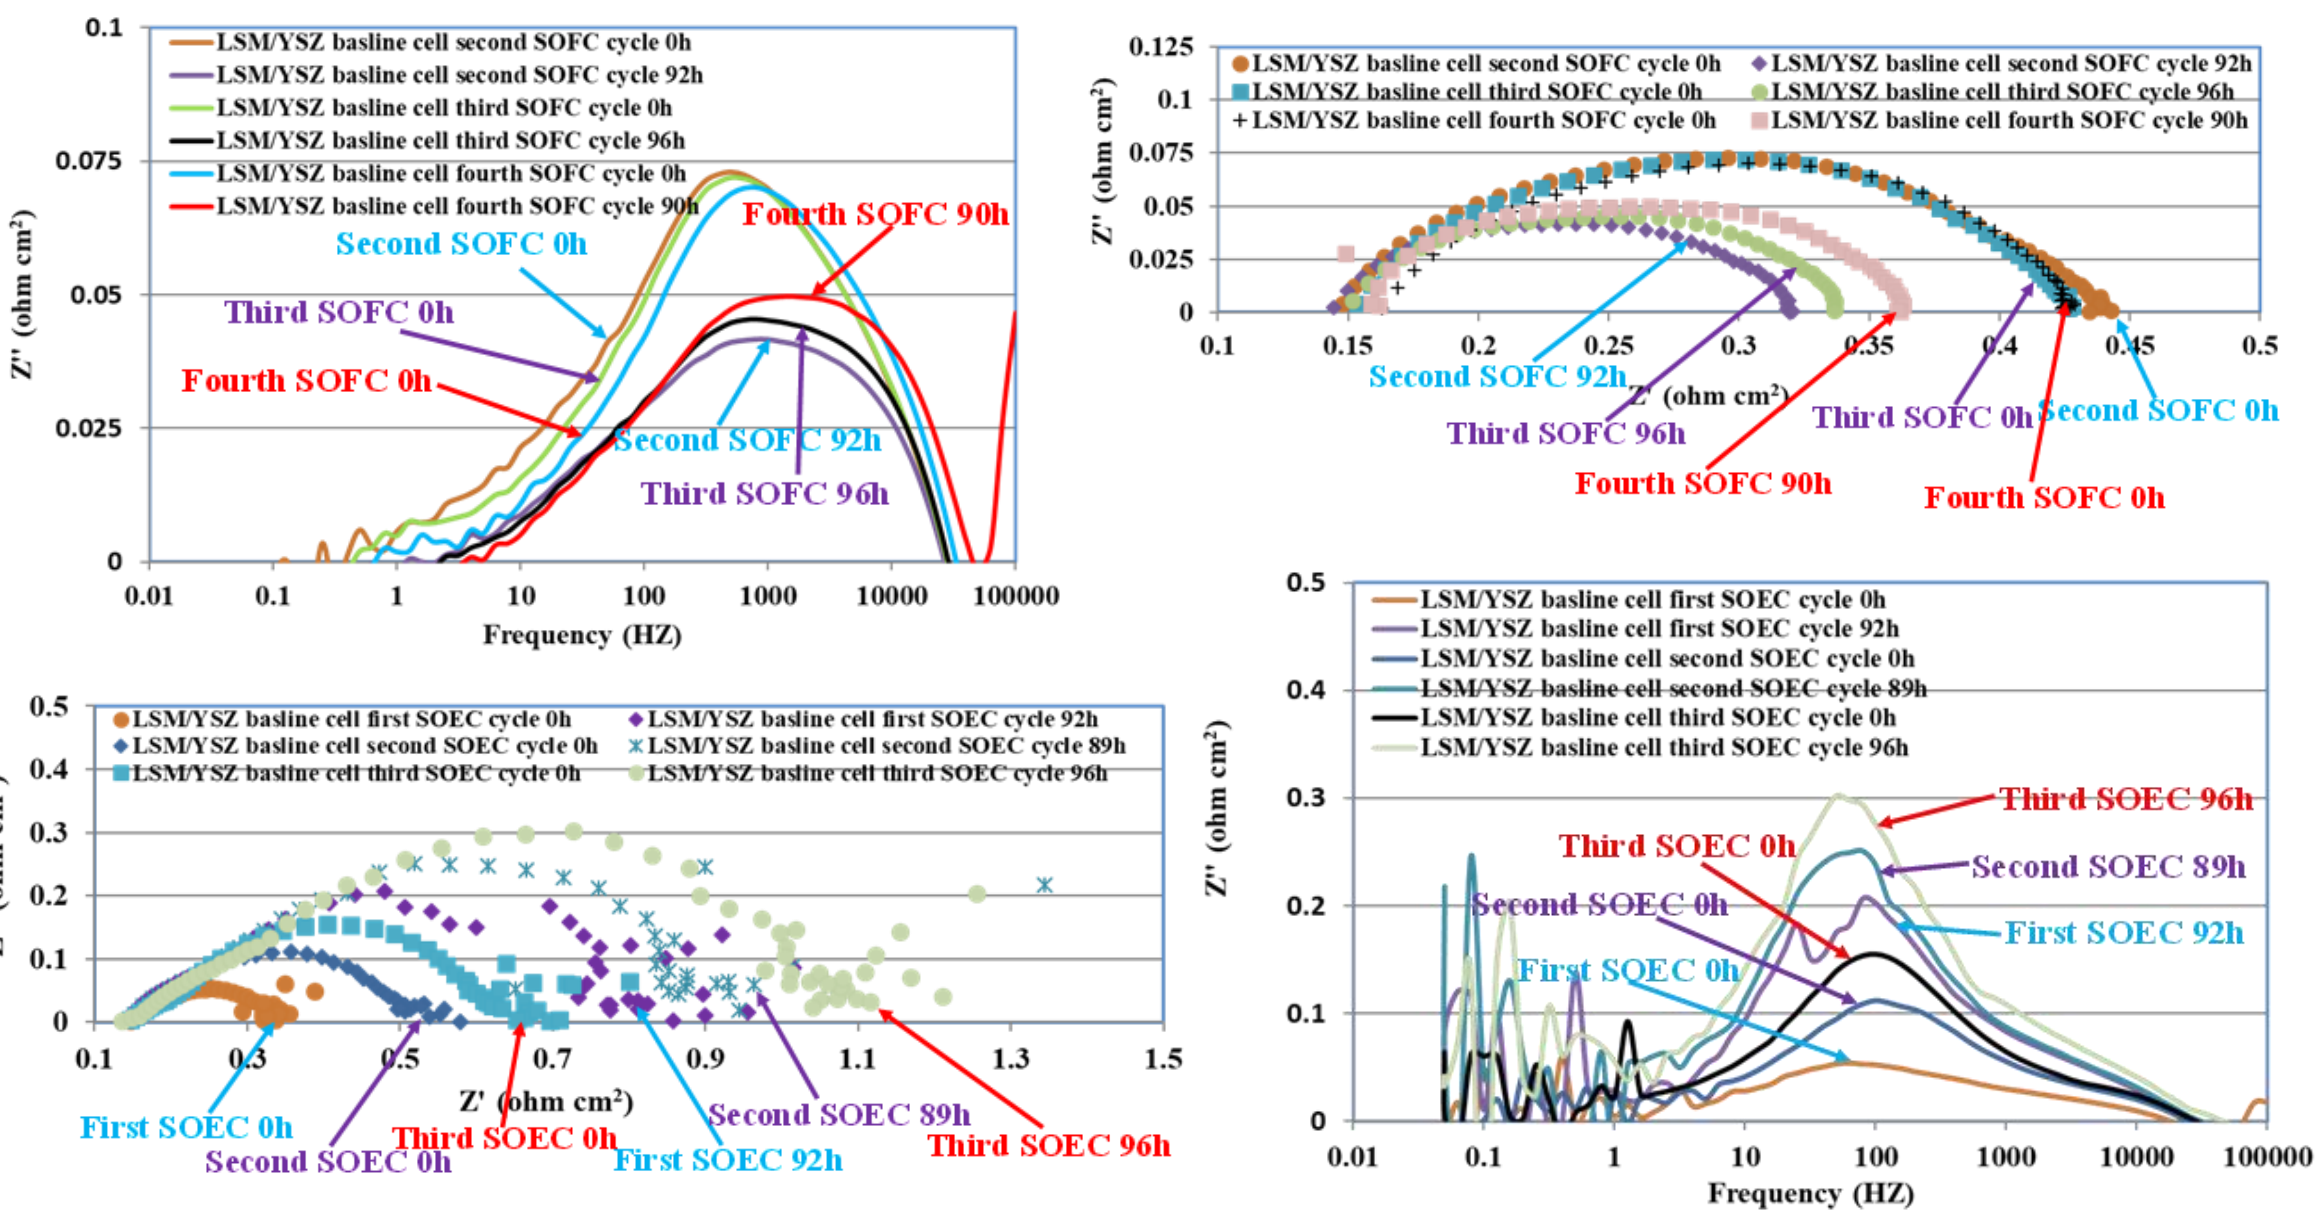 0.1
0.075
0.05
0.025
0
Z'' (ohm cm²)
LSM/YSZ basline cell second SOFC cycle 0h
LSM/YSZ basline cell second SOFC cycle 92h
LSM/YSZ basline cell third SOFC cycle 0h
LSM/YSZ basline cell third SOFC cycle 96h
LSM/YSZ basline cell fourth SOFC cycle 0h
LSM/YSZ basline cell fourth SOFC cycle 90h
Fourth SOFC 90h
Second SOFC 0h
Third SOFC 0h
Fourth SOFC 0h
Second SOFC 92h
Third SOFC 96h
0.01 0.1 1 10 100 1000 10000 100000
Frequency (HZ)
0.125
0.1
0.075
0.05
0.025
0
Z'' (ohm cm²)
LSM/YSZ basline cell second SOFC cycle 0h LSM/YSZ basline cell second SOFC cycle 92h
LSM/YSZ basline cell third SOFC cycle 0h LSM/YSZ basline cell third SOFC cycle 96h
LSM/YSZ basline cell fourth SOFC cycle 0h LSM/YSZ basline cell fourth SOFC cycle 90h
0.1 0.15 0.2 0.25 0.3 0.35 0.4 0.45 0.5
Second SOFC 92h
Z' (ohm cm²)
Third SOFC 0h
Second SOFC 0h
Third SOFC 96h
Fourth SOFC 90h
Fourth SOFC 0h
0.5
0.4
0.3
0.2
0.1
0
LSM/YSZ basline cell first SOEC cycle 0h LSM/YSZ basline cell first SOEC cycle 92h
LSM/YSZ basline cell second SOEC cycle 0h LSM/YSZ basline cell second SOEC cycle 89h
LSM/YSZ basline cell third SOEC cycle 0h LSM/YSZ basline cell third SOEC cycle 96h
0.1 0.3 0.5 0.7 0.9 1.1 1.3 1.5
Z' (ohm cm²)
First SOEC 0h
Second SOEC 0h
Third SOEC 0h
First SOEC 92h
Second SOEC 89h
Third SOEC 96h
0.5
0.4
0.3
0.2
0.1
0
Z'' (ohm cm²)
LSM/YSZ basline cell first SOEC cycle 0h
LSM/YSZ basline cell first SOEC cycle 92h
LSM/YSZ basline cell second SOEC cycle 0h
LSM/YSZ basline cell second SOEC cycle 89h
LSM/YSZ basline cell third SOEC cycle 0h
LSM/YSZ basline cell third SOEC cycle 96h
Third SOEC 96h
Third SOEC 0h
Second SOEC 89h
Second SOEC 0h
First SOEC 92h
First SOEC 0h
0.01 0.1 1 10 100 1000 10000 100000
Frequency (HZ)